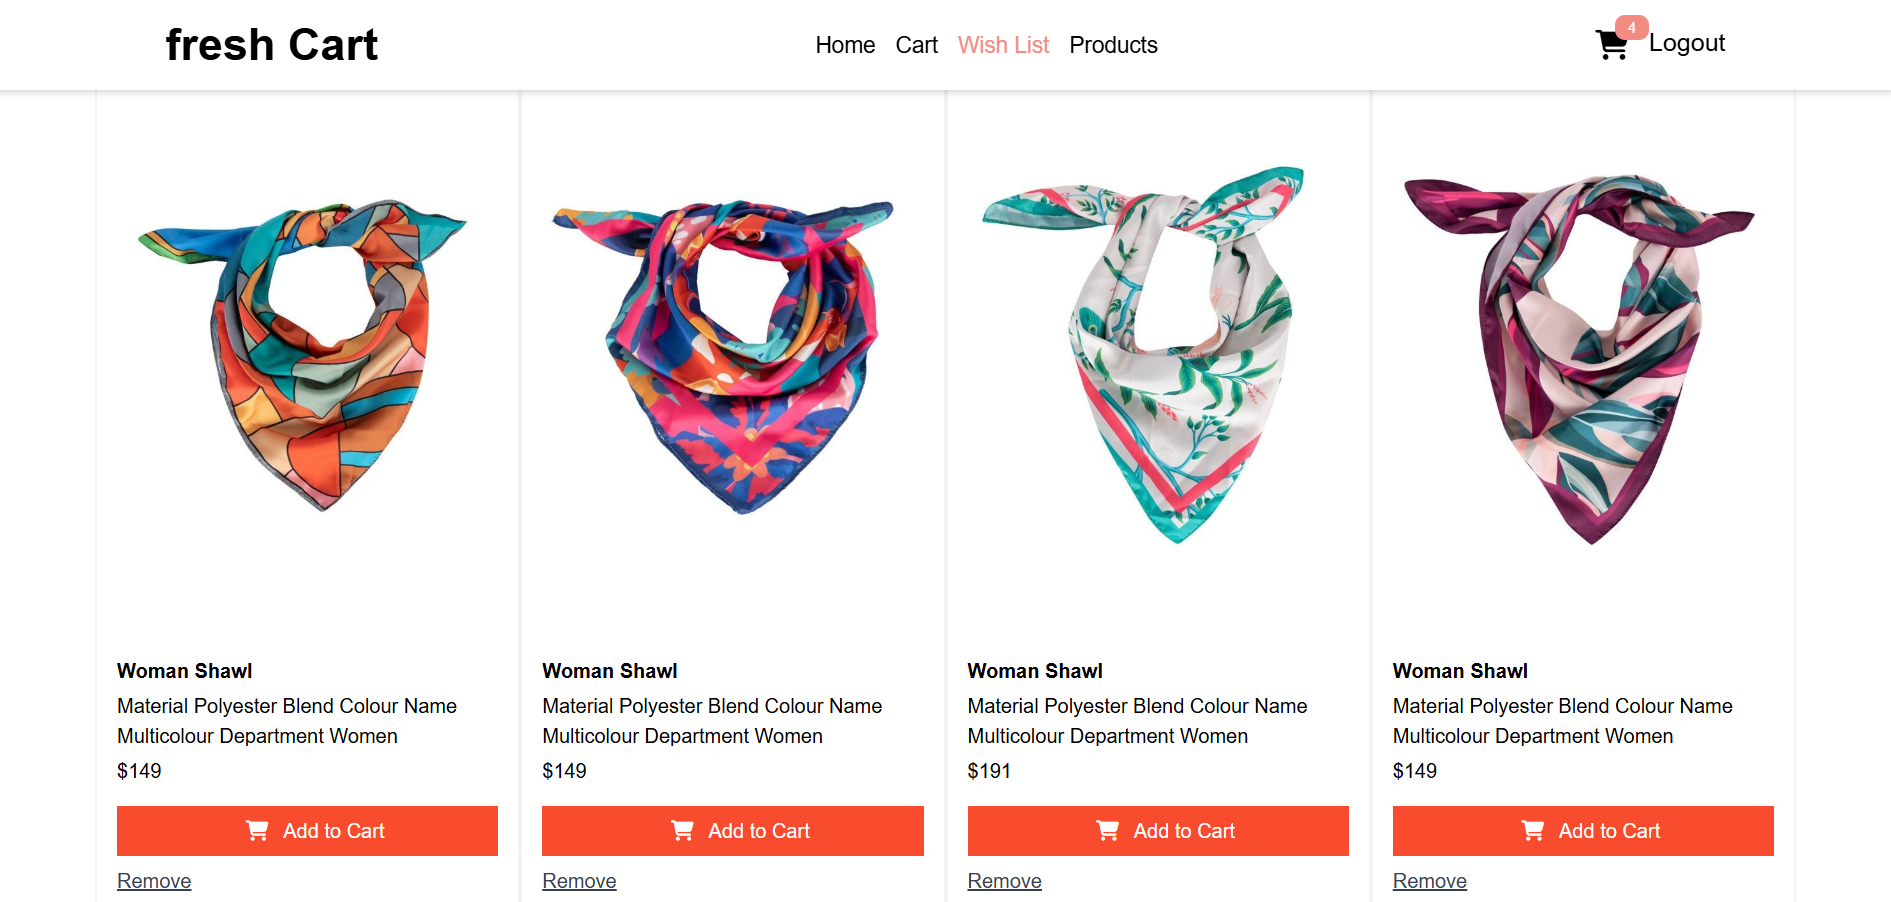 fresh Cart
Home Cart Wish List Products
4
Logout
Woman Shawl
Material Polyester Blend Colour Name
Multicolour Department Women
$149
Add to Cart
Remove
Woman Shawl
Material Polyester Blend Colour Name
Multicolour Department Women
$149
Add to Cart
Remove
Woman Shawl
Material Polyester Blend Colour Name
Multicolour Department Women
$191
Add to Cart
Remove
Woman Shawl
Material Polyester Blend Colour Name
Multicolour Department Women
$149
Add to Cart
Remove